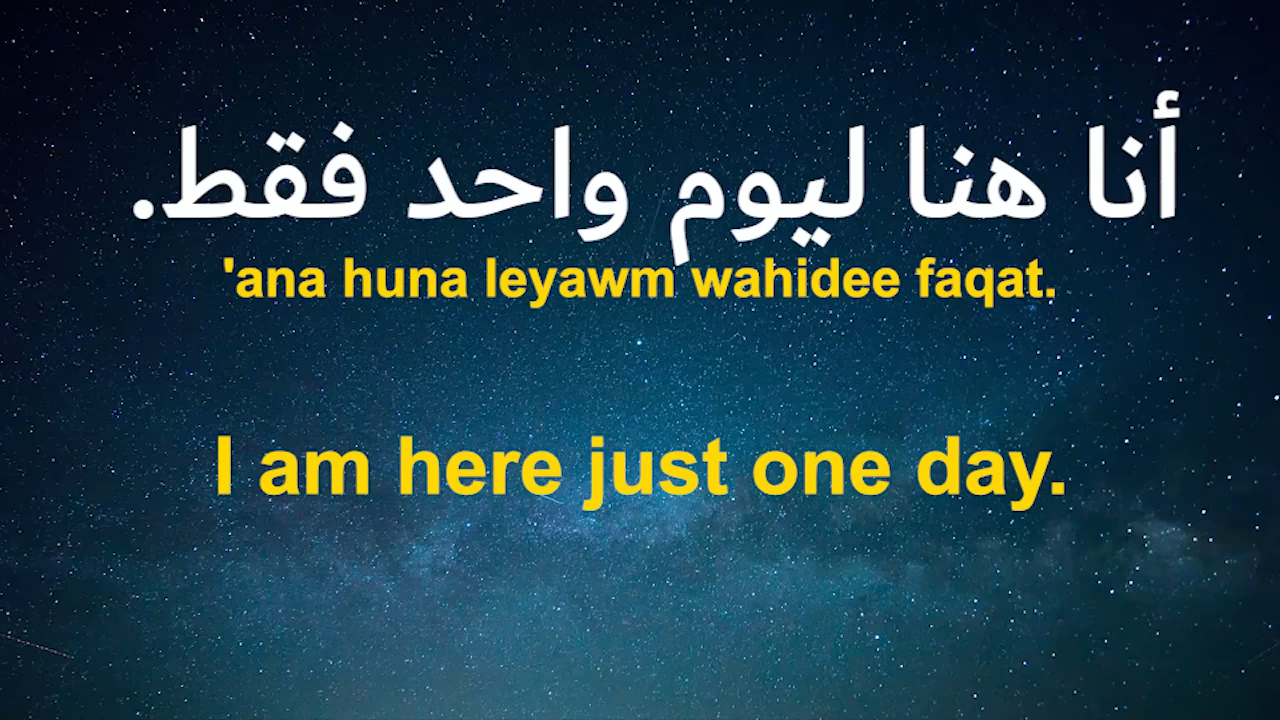 أنا هنا ليوم واحد فقط.
'ana huna leyawm wahidee faqat.
I am here just one day.